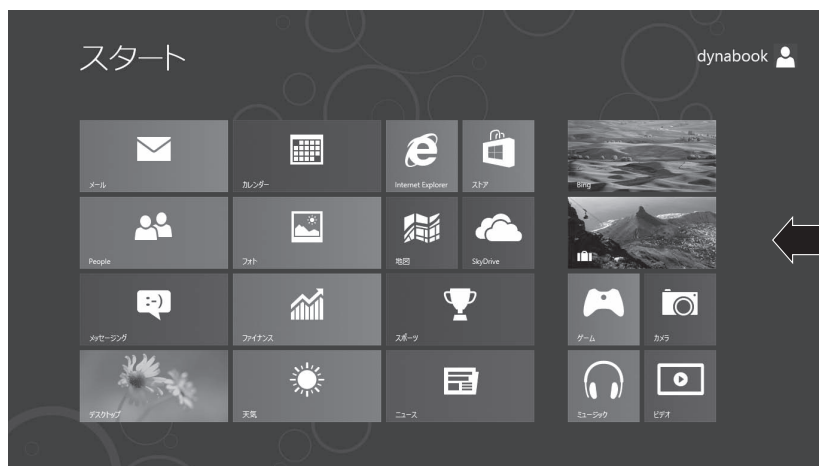 スタート
dynabook
メール
カレンダー
Internet Explorer
ストア
Bing
People
フォト
地図
SkyDrive
メッセージング
ファイナンス
スポーツ
ゲーム
カメラ
デスクトップ
天気
ニュース
ミュージック
ビデオ